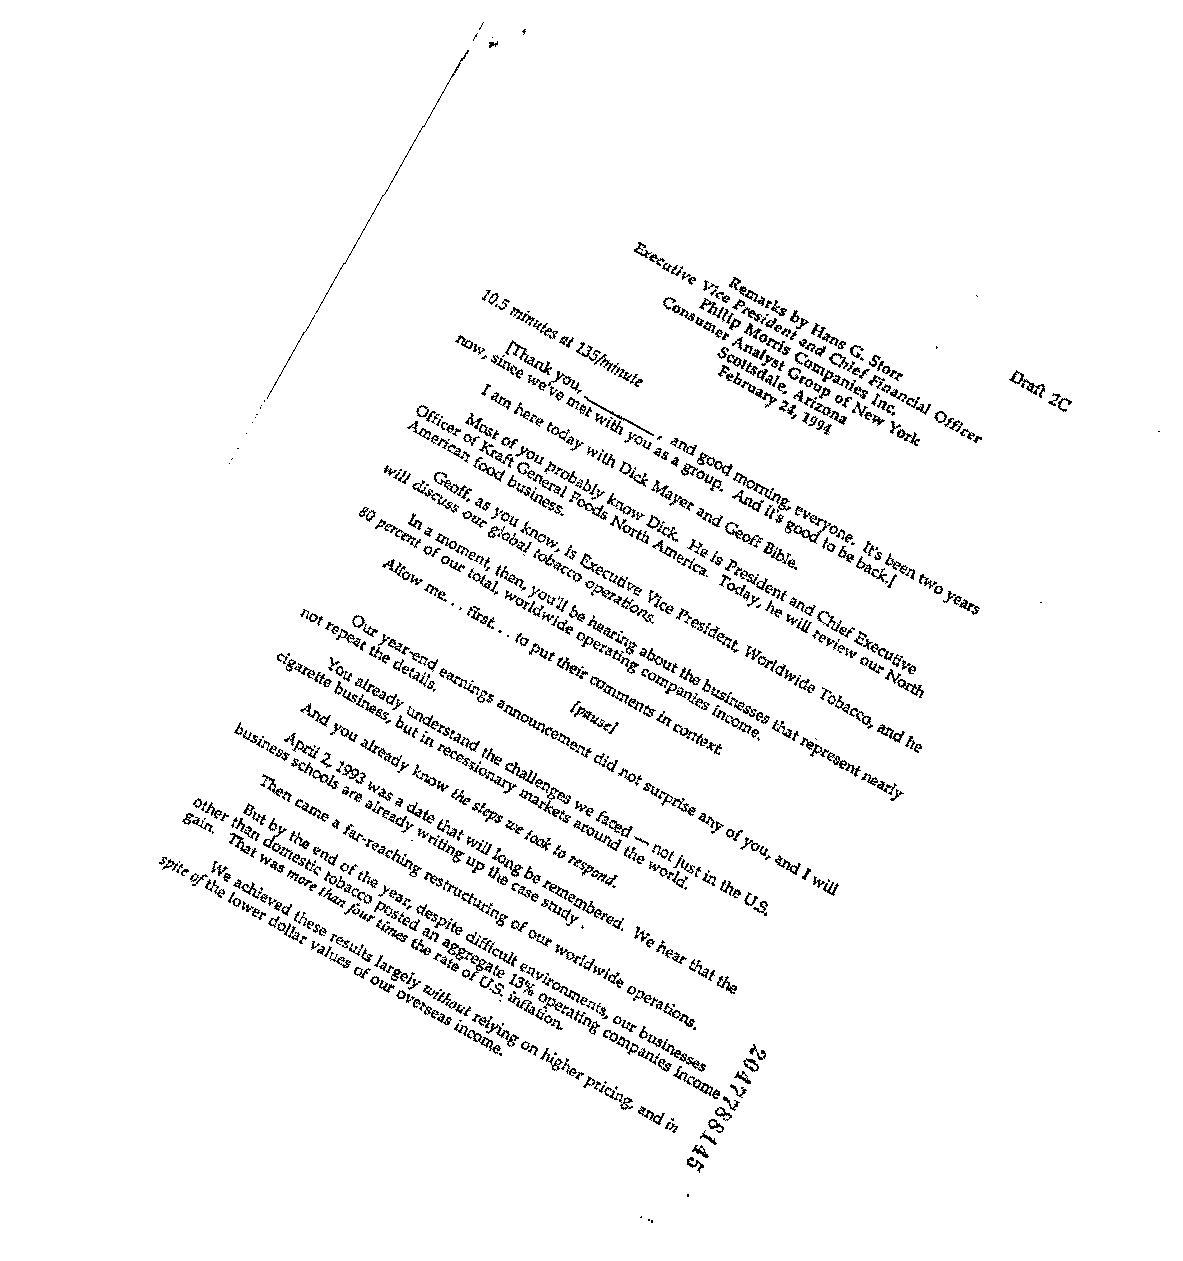 Draft 2C
Remarks by Hans G. Storr
Executive Vice President and Chief Financial Officer
Philip Morris Companies Inc.
Consumer Analyst Group of New York
Scottsdale, Arizona
February 24, 1994
10.5 minutes at 135/minute
[Thank you, __________, and good morning, everyone. It's been two years
now, since we've met with you as a group. And it's good to be back.[
I am here today with Dick Mayer and Geoff Bible.
Most of you probably know Dick. He is President and Chief Executive
Officer of Kraft General Foods North America. Today, he will review our North
American food business.
Geoff, as you know, is Executive Vice President, Worldwide Tobacco, and he
will discuss our global tobacco operations.
In a moment, then, you'll be hearing about the businesses that represent nearly
80 percent of our total, worldwide operating companies income.
Allow me. . . first. . . to put their comments in context.
[pause]
Our year-end earnings announcement did not surprise any of you, and I will
not repeat the details.
You already understand the challenges we faced — not just in the U.S.
cigarette business, but in recessionary markets around the world.
And you already know the steps we took to respond.
April 2, 1993 was a date that will long be remembered. We hear that the
business schools are already writing up the case study .
Then came a far-reaching restructuring of our worldwide operations.
But by the end of the year, despite difficult environments, our businesses
other than domestic tobacco posted an aggregate 13% operating companies income
gain. That was more than four times the rate of U.S. inflation.
We achieved these results largely without relying on higher pricing, and in
spite of the lower dollar values of our overseas income.
2047788145